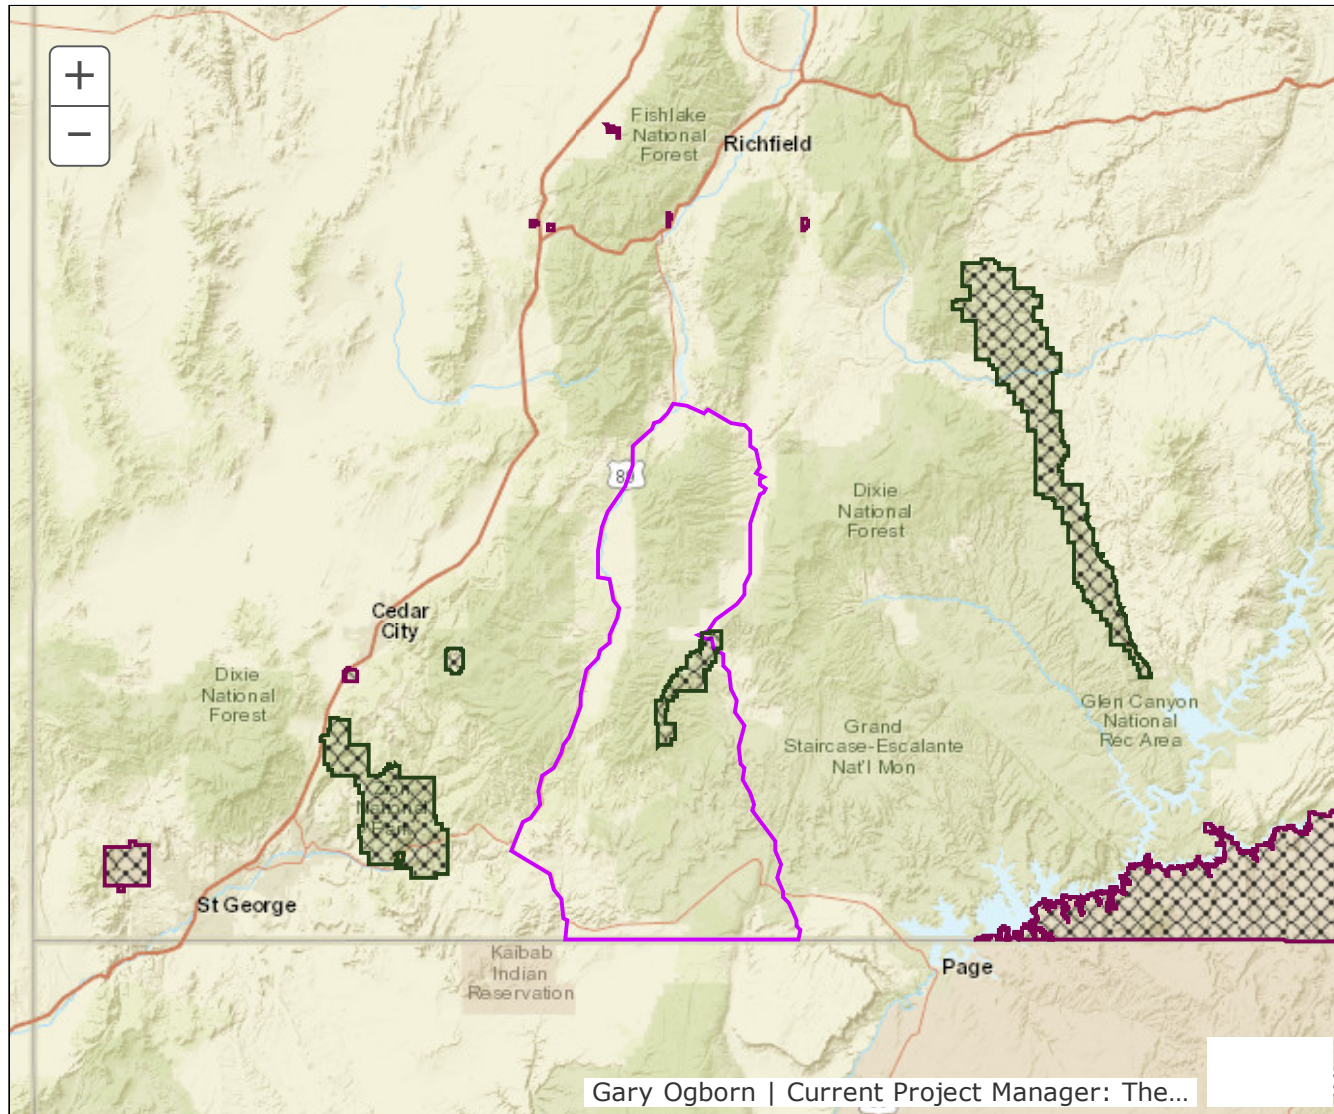 +
−
Fishlake
National
Forest
Richfield
Dixie
National
Forest
Cedar
City
Dixie
National
Forest
Glen Canyon
National
Rec Area
Grand
Staircase-Escalante
Nat'l Mon
St George
Kaibab
Indian
Reservation
Page
Gary Ogborn | Current Project Manager: The...